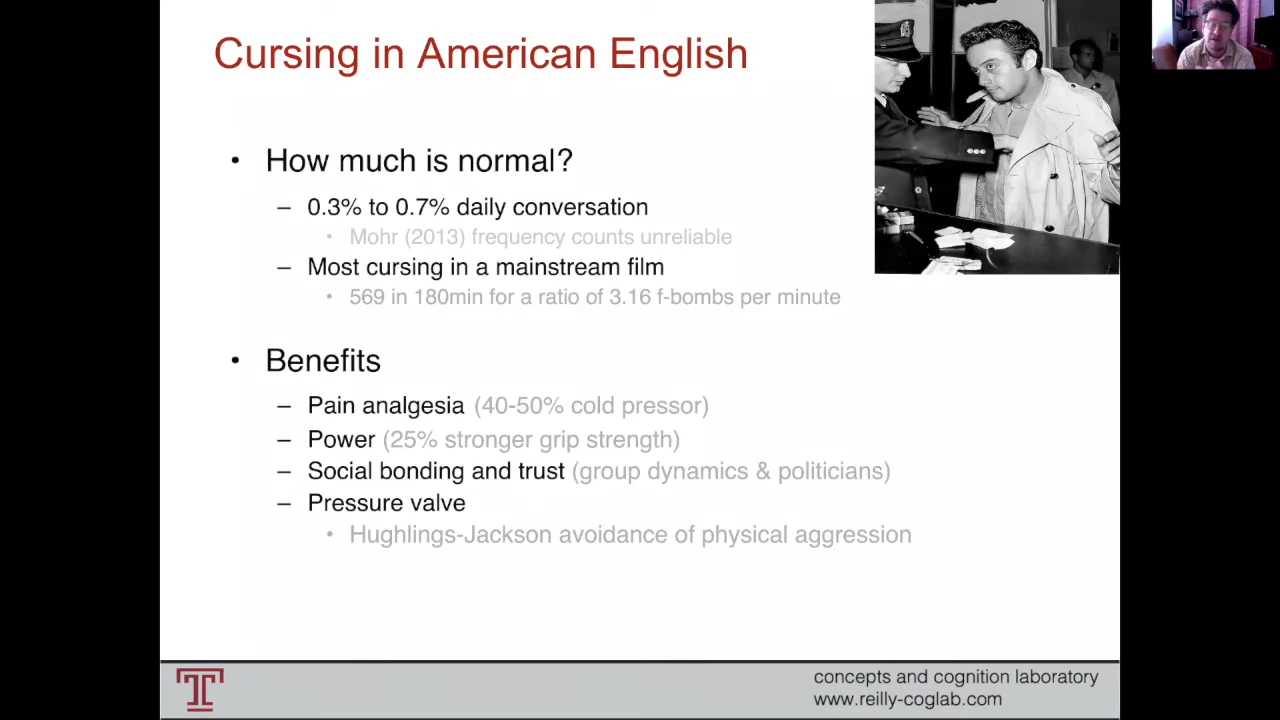 Cursing in American English
• How much is normal?
– 0.3% to 0.7% daily conversation
• Mohr (2013) frequency counts unreliable
– Most cursing in a mainstream film
• 569 in 180min for a ratio of 3.16 f-bombs per minute
• Benefits
– Pain analgesia (40-50% cold pressor)
– Power (25% stronger grip strength)
– Social bonding and trust (group dynamics & politicians)
– Pressure valve
• Hughlings-Jackson avoidance of physical aggression
concepts and cognition laboratory
www.reilly-coglab.com